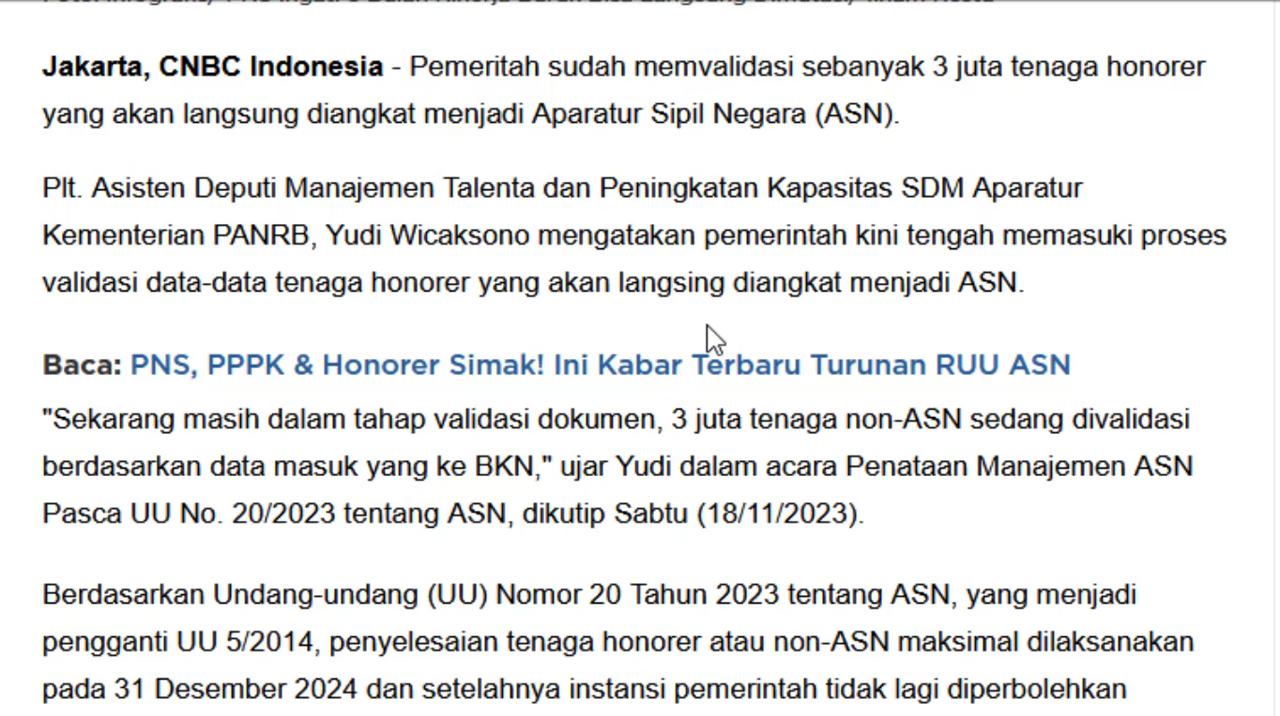 Jakarta, CNBC Indonesia - Pemeritah sudah memvalidasi sebanyak 3 juta tenaga honorer
yang akan langsung diangkat menjadi Aparatur Sipil Negara (ASN).
Plt. Asisten Deputi Manajemen Talenta dan Peningkatan Kapasitas SDM Aparatur
Kementerian PANRB, Yudi Wicaksono mengatakan pemerintah kini tengah memasuki proses
validasi data-data tenaga honorer yang akan langsing diangkat menjadi ASN.
Baca: PNS, PPPK & Honorer Simak! Ini Kabar Terbaru Turunan RUU ASN
"Sekarang masih dalam tahap validasi dokumen, 3 juta tenaga non-ASN sedang divalidasi
berdasarkan data masuk yang ke BKN," ujar Yudi dalam acara Penataan Manajemen ASN
Pasca UU No. 20/2023 tentang ASN, dikutip Sabtu (18/11/2023).
Berdasarkan Undang-undang (UU) Nomor 20 Tahun 2023 tentang ASN, yang menjadi
pengganti UU 5/2014, penyelesaian tenaga honorer atau non-ASN maksimal dilaksanakan
pada 31 Desember 2024 dan setelahnya instansi pemerintah tidak lagi diperbolehkan